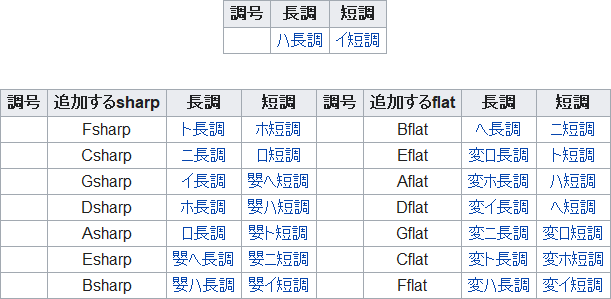 調号 長調 短調
ハ長調 イ短調
調号 追加するsharp 長調 短調 調号 追加するflat 長調 短調
Fsharp ト長調 ホ短調 Bflat ヘ長調 ニ短調
Csharp ニ長調 ロ短調 Eflat 変ロ長調 ト短調
Gsharp イ長調 嬰ヘ短調 Aflat 変ホ長調 ハ短調
Dsharp ホ長調 嬰ハ短調 Dflat 変イ長調 ヘ短調
Asharp ロ長調 嬰ト短調 Gflat 変ニ長調 変ロ短調
Esharp 嬰ヘ長調 嬰ニ短調 Cflat 変ト長調 変ホ短調
Bsharp 嬰ハ長調 嬰イ短調 Fflat 変ハ長調 変イ短調